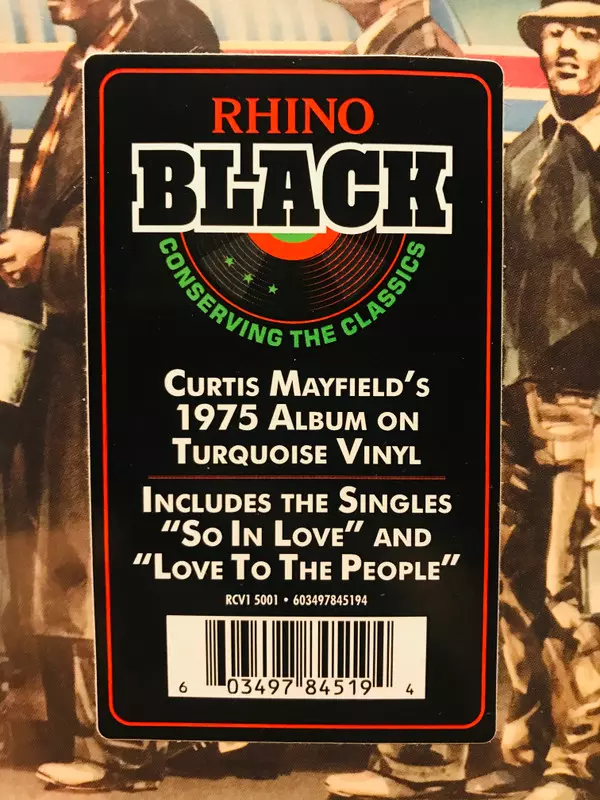 RHINO
BLACK
CONSERVING THE CLASSICS
CURTIS MAYFIELD'S
1975 ALBUM ON
TURQUOISE VINYL
INCLUDES THE SINGLES
"SO IN LOVE" AND
"LOVE TO THE PEOPLE"
RCV1 5001 • 603497845194
6 03497 84519 4